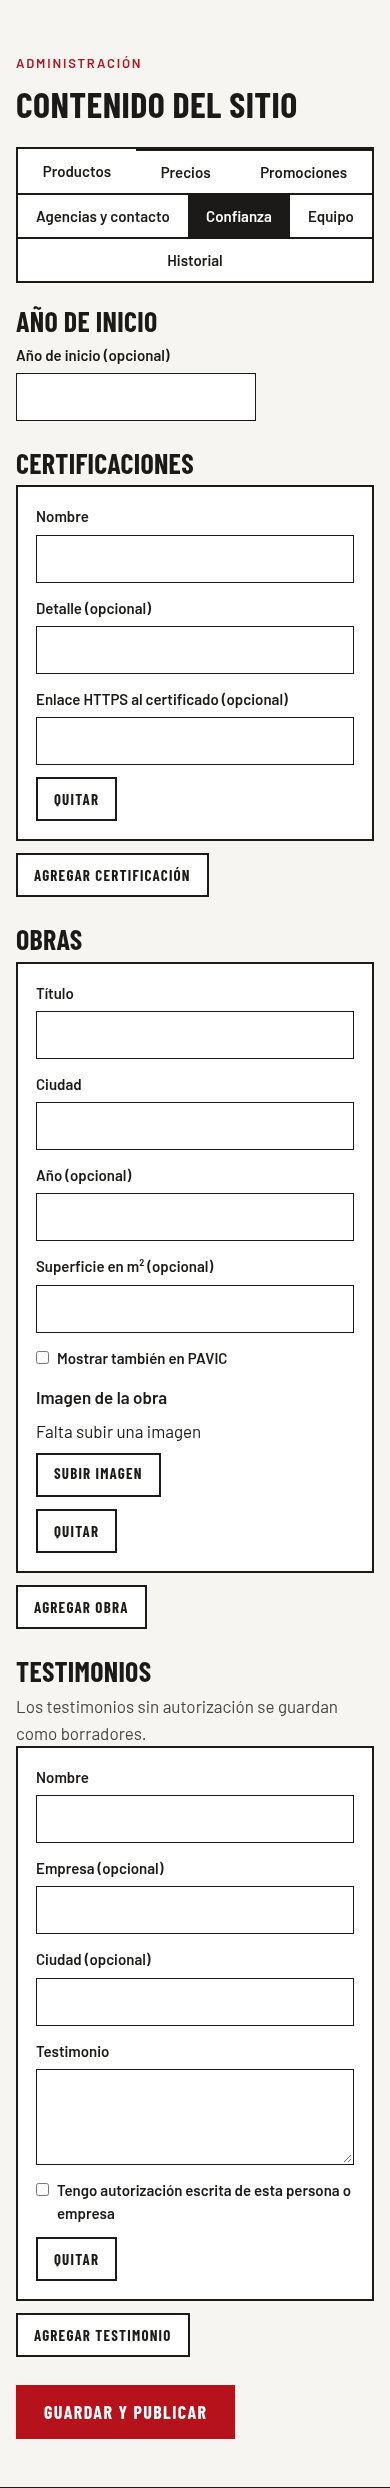 ADMINISTRACIÓN
CONTENIDO DEL SITIO
Productos Precios Promociones
Agencias y contacto Confianza Equipo
Historial
AÑO DE INICIO
Año de inicio (opcional)
CERTIFICACIONES
Nombre
Detalle (opcional)
Enlace HTTPS al certificado (opcional)
QUITAR
AGREGAR CERTIFICACIÓN
OBRAS
Título
Ciudad
Año (opcional)
Superficie en m² (opcional)
Mostrar también en PAVIC
Imagen de la obra
Falta subir una imagen
SUBIR IMAGEN
QUITAR
AGREGAR OBRA
TESTIMONIOS
Los testimonios sin autorización se guardan
como borradores.
Nombre
Empresa (opcional)
Ciudad (opcional)
Testimonio
Tengo autorización escrita de esta persona o
empresa
QUITAR
AGREGAR TESTIMONIO
GUARDAR Y PUBLICAR